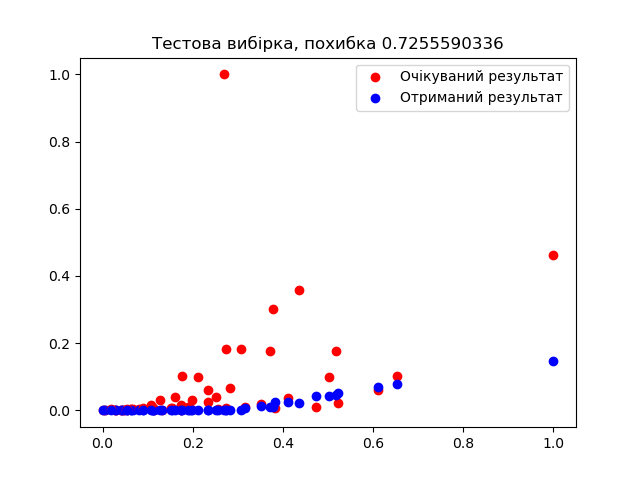 Тестова вибірка, похибка 0.7255590336
Очікуваний результат
Отриманий результат
1.0
0.8
0.6
0.4
0.2
0.0
0.0 0.2 0.4 0.6 0.8 1.0